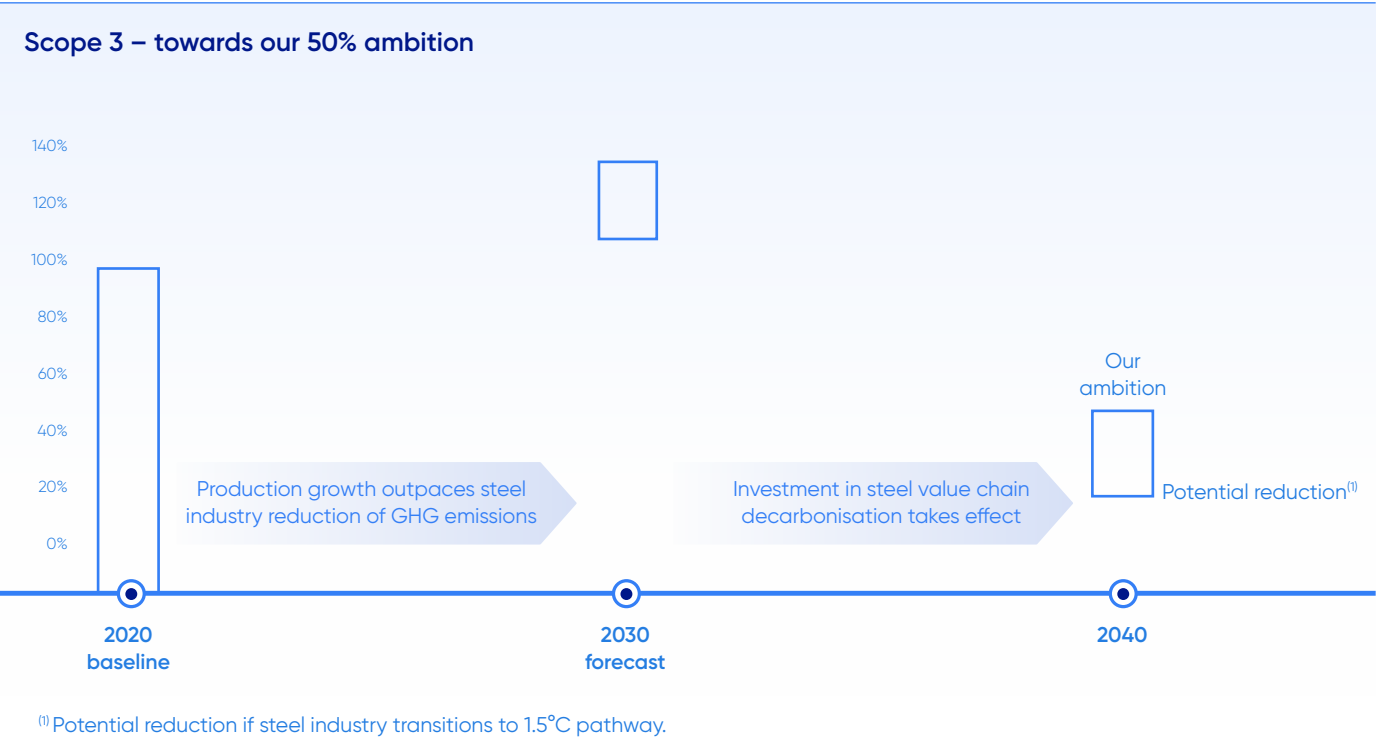 Scope 3 – towards our 50% ambition
140%
120%
100%
80%
60%
40%
20%
0%
Our
ambition
Production growth outpaces steel
industry reduction of GHG emissions
Investment in steel value chain
decarbonisation takes effect
Potential reduction⁽¹⁾
2020
baseline
2030
forecast
2040
⁽¹⁾ Potential reduction if steel industry transitions to 1.5°C pathway.